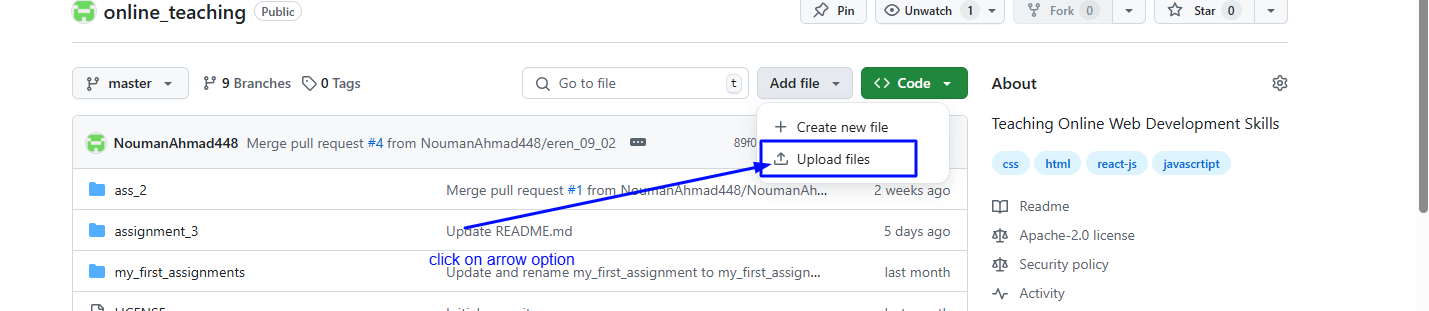 online_teaching Public
Pin
Unwatch 1
Fork 0
Star 0
master
9 Branches
0 Tags
Go to file t
Add file
Code
Create new file
Upload files
NoumanAhmad448 Merge pull request #4 from NoumanAhmad448/eren_09_02
ass_2 Merge pull request #1 from NoumanAhmad448/NoumanAh... 2 weeks ago
assignment_3 Update README.md 5 days ago
click on arrow option
my_first_assignments Update and rename my_first_assignment to my_first_assign... last month
About
Teaching Online Web Development Skills
css html react-js javascrtipt
Readme
Apache-2.0 license
Security policy
Activity